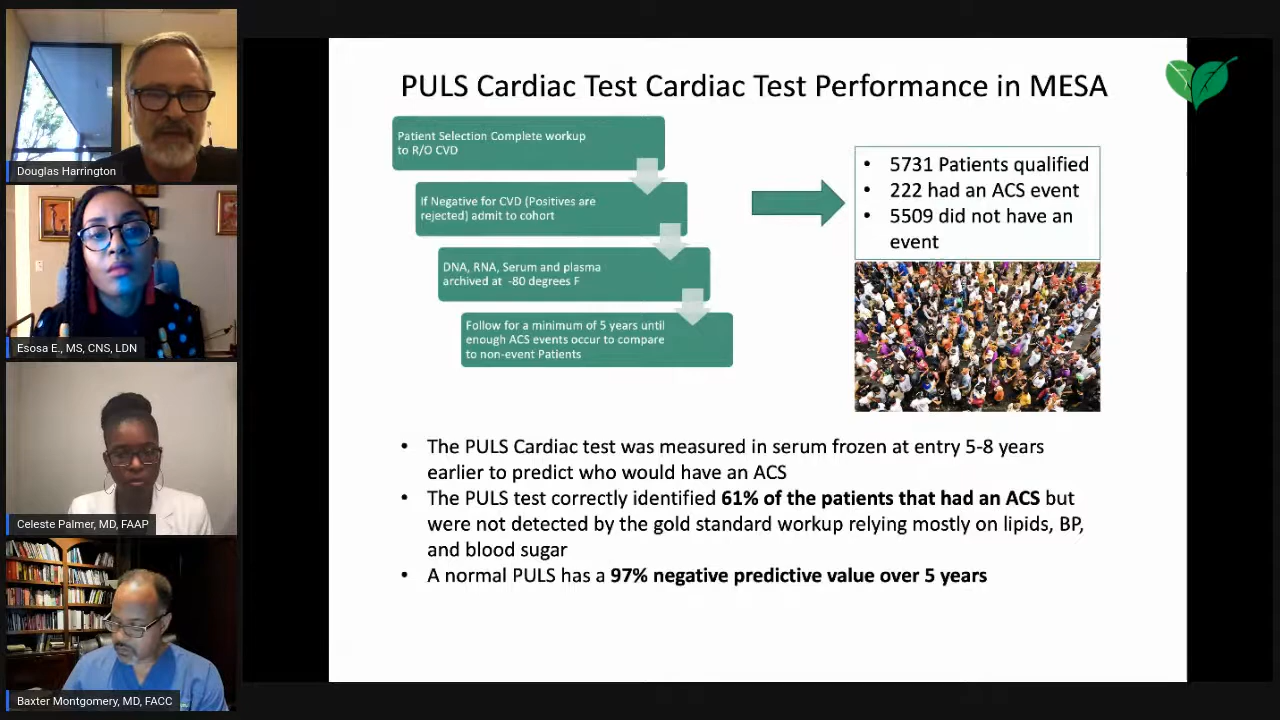 Douglas Harrington
Esosa E., MS, CNS, LDN
Celeste Palmer, MD, FAAP
Baxter Montgomery, MD, FACC
PULS Cardiac Test Cardiac Test Performance in MESA
Patient Selection Complete workup
to R/O CVD
If Negative for CVD (Positives are
rejected) admit to cohort
DNA, RNA, Serum and plasma
archived at -80 degrees F
Follow for a minimum of 5 years until
enough ACS events occur to compare
to non-event Patients
• 5731 Patients qualified
• 222 had an ACS event
• 5509 did not have an
event
• The PULS Cardiac test was measured in serum frozen at entry 5-8 years
earlier to predict who would have an ACS
• The PULS test correctly identified 61% of the patients that had an ACS but
were not detected by the gold standard workup relying mostly on lipids, BP,
and blood sugar
• A normal PULS has a 97% negative predictive value over 5 years